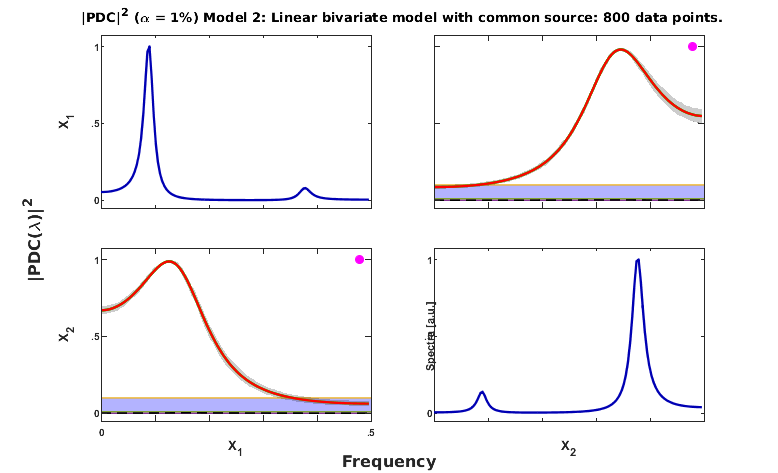 |PDC|² (α = 1%) Model 2: Linear bivariate model with common source: 800 data points.
1
.5
0
X₁
|PDC(λ)|²
1
.5
0
X₂
0
.5
X₁
1
.5
0
Spectra [a.u.]
X₂
Frequency